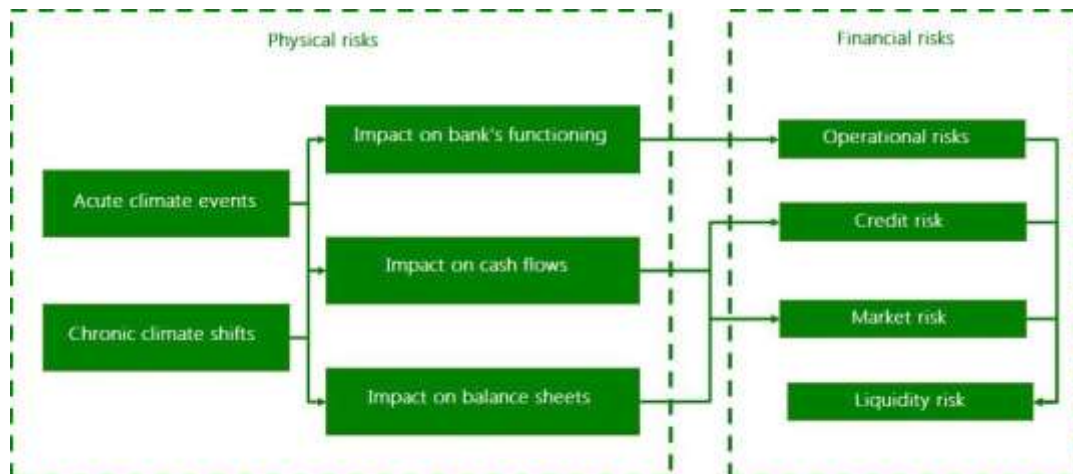 Physical risks
Financial risks
Impact on bank's functioning
Operational risks
Acute climate events
Credit risk
Impact on cash flows
Chronic climate shifts
Market risk
Impact on balance sheets
Liquidity risk